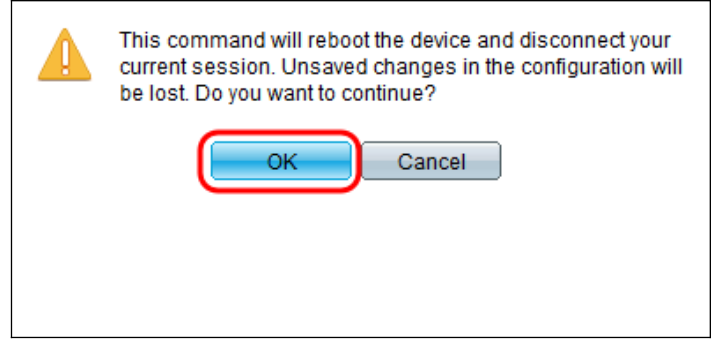 This command will reboot the device and disconnect your
current session. Unsaved changes in the configuration will
be lost. Do you want to continue?
OK Cancel